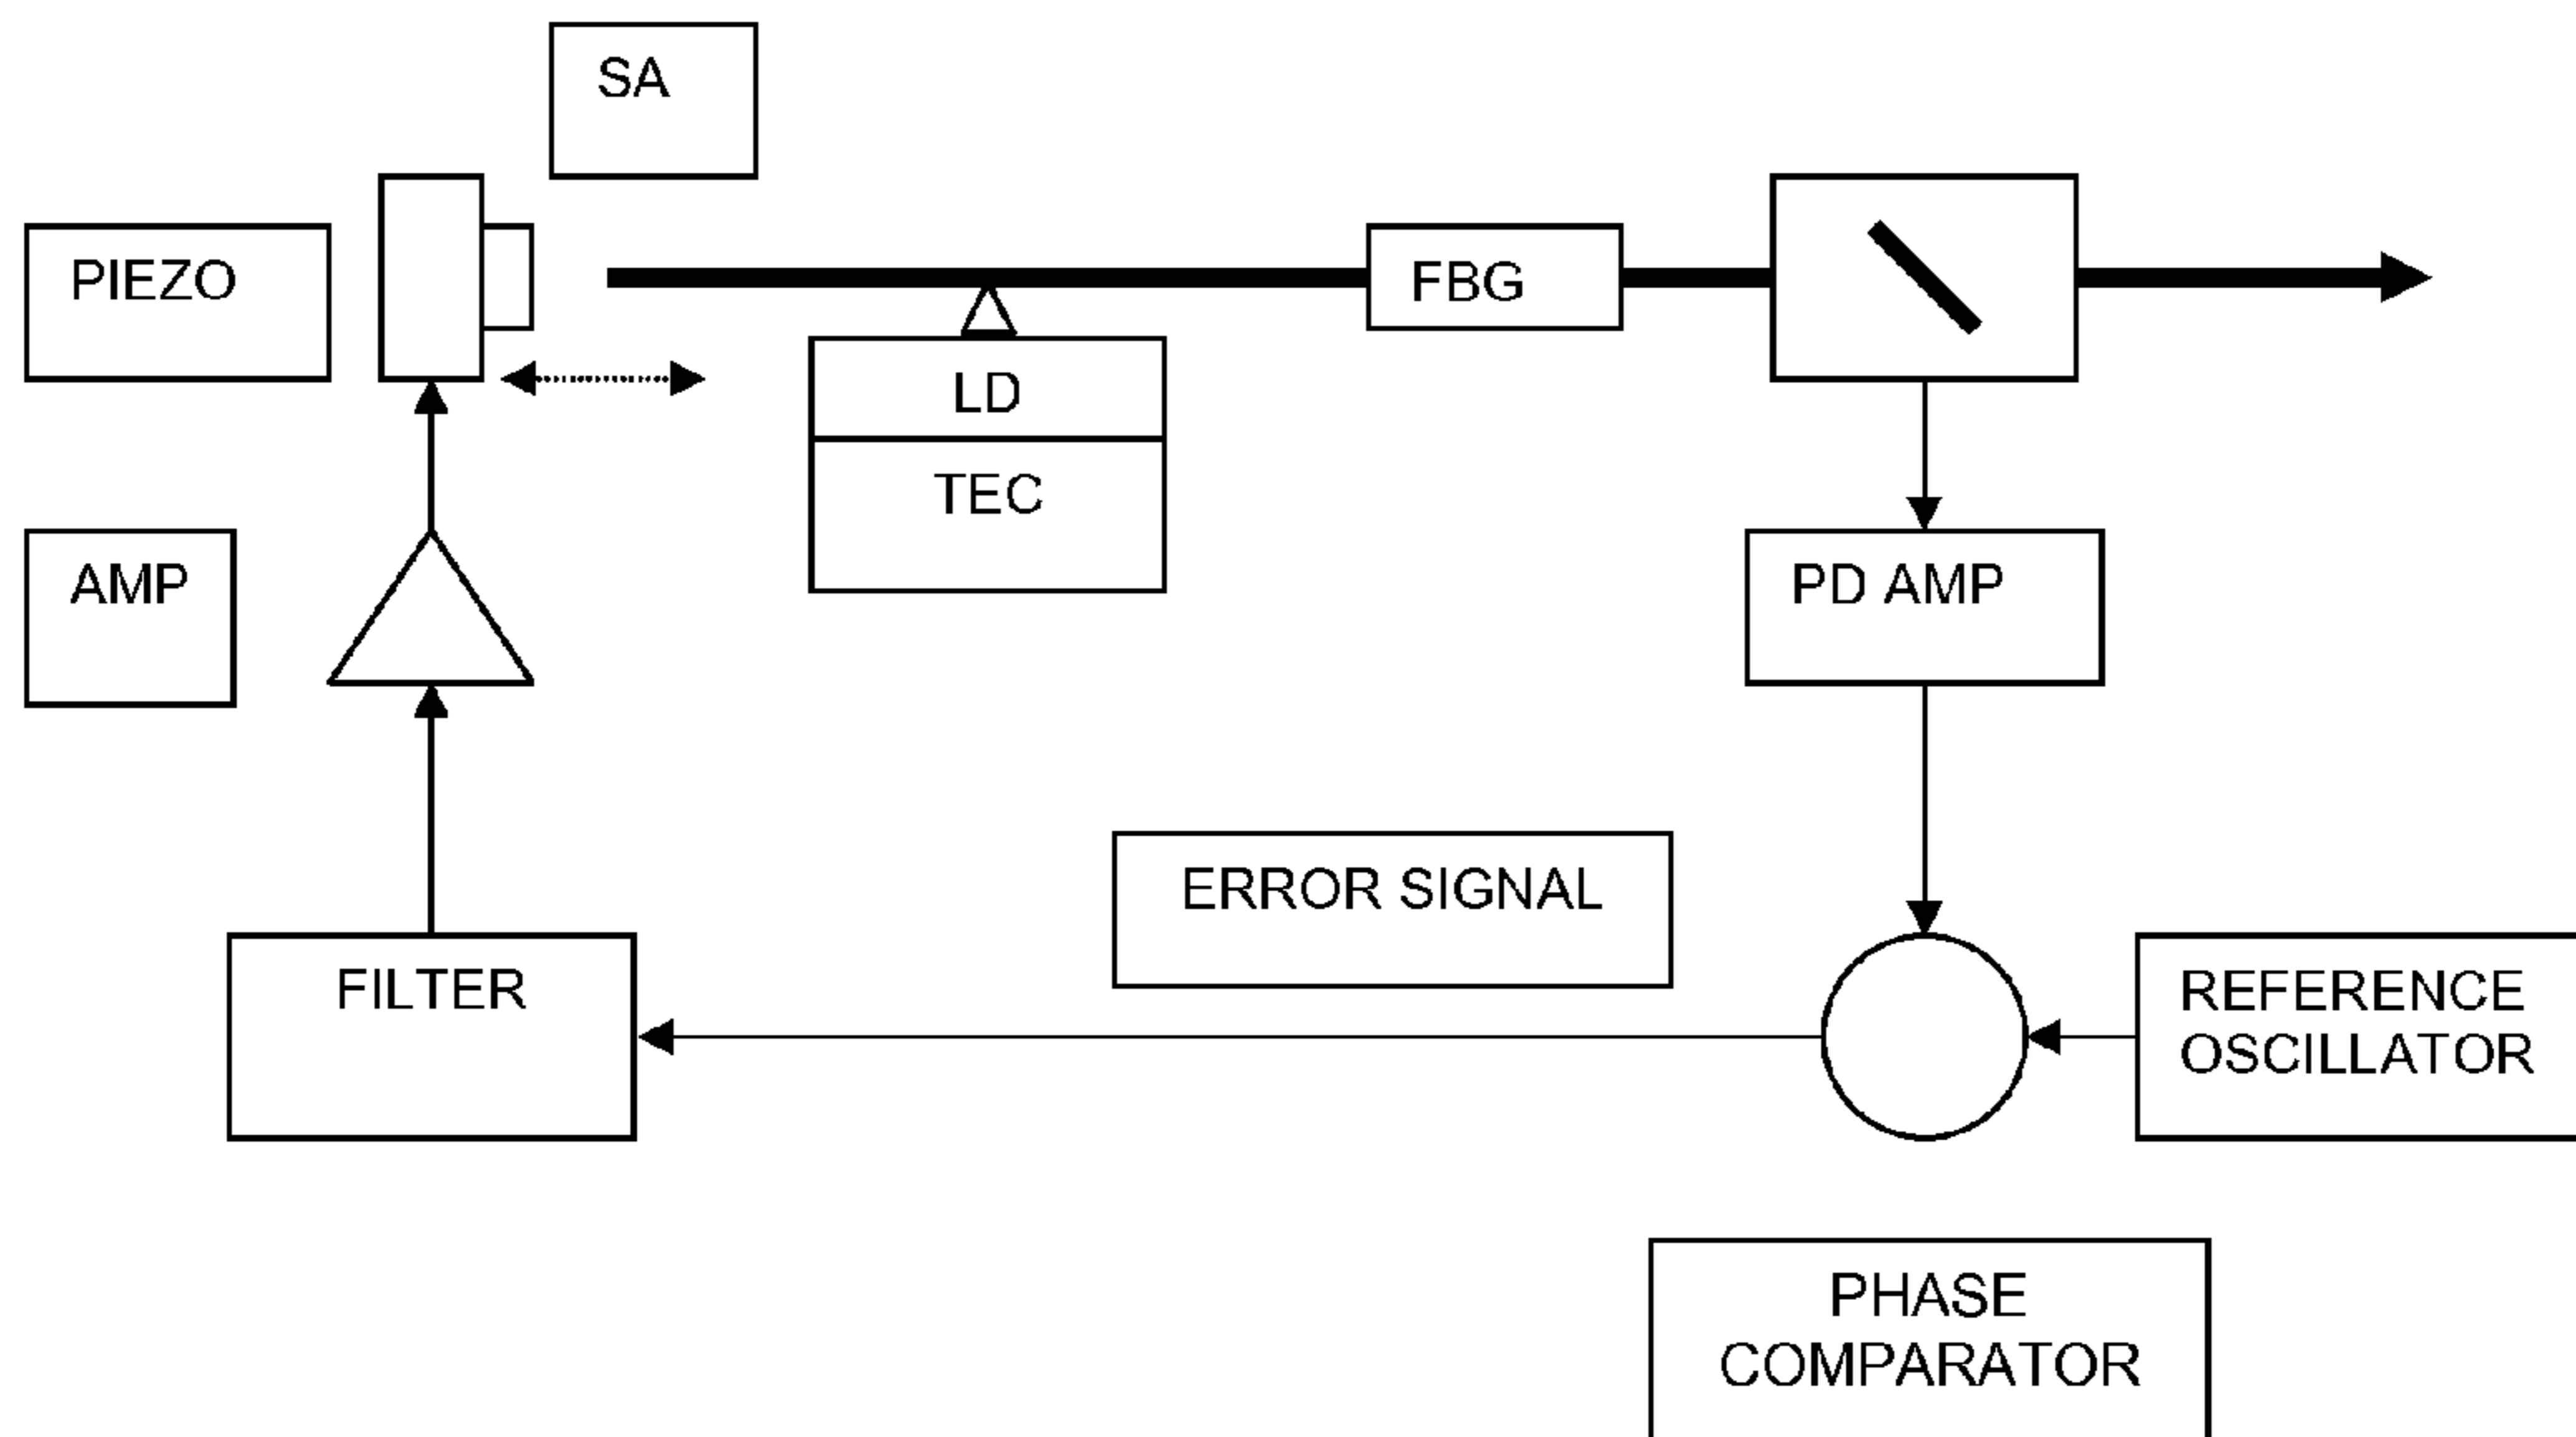 SA
PIEZO
FBG
LD
TEC
AMP
PD AMP
ERROR SIGNAL
FILTER
REFERENCE
OSCILLATOR
PHASE
COMPARATOR